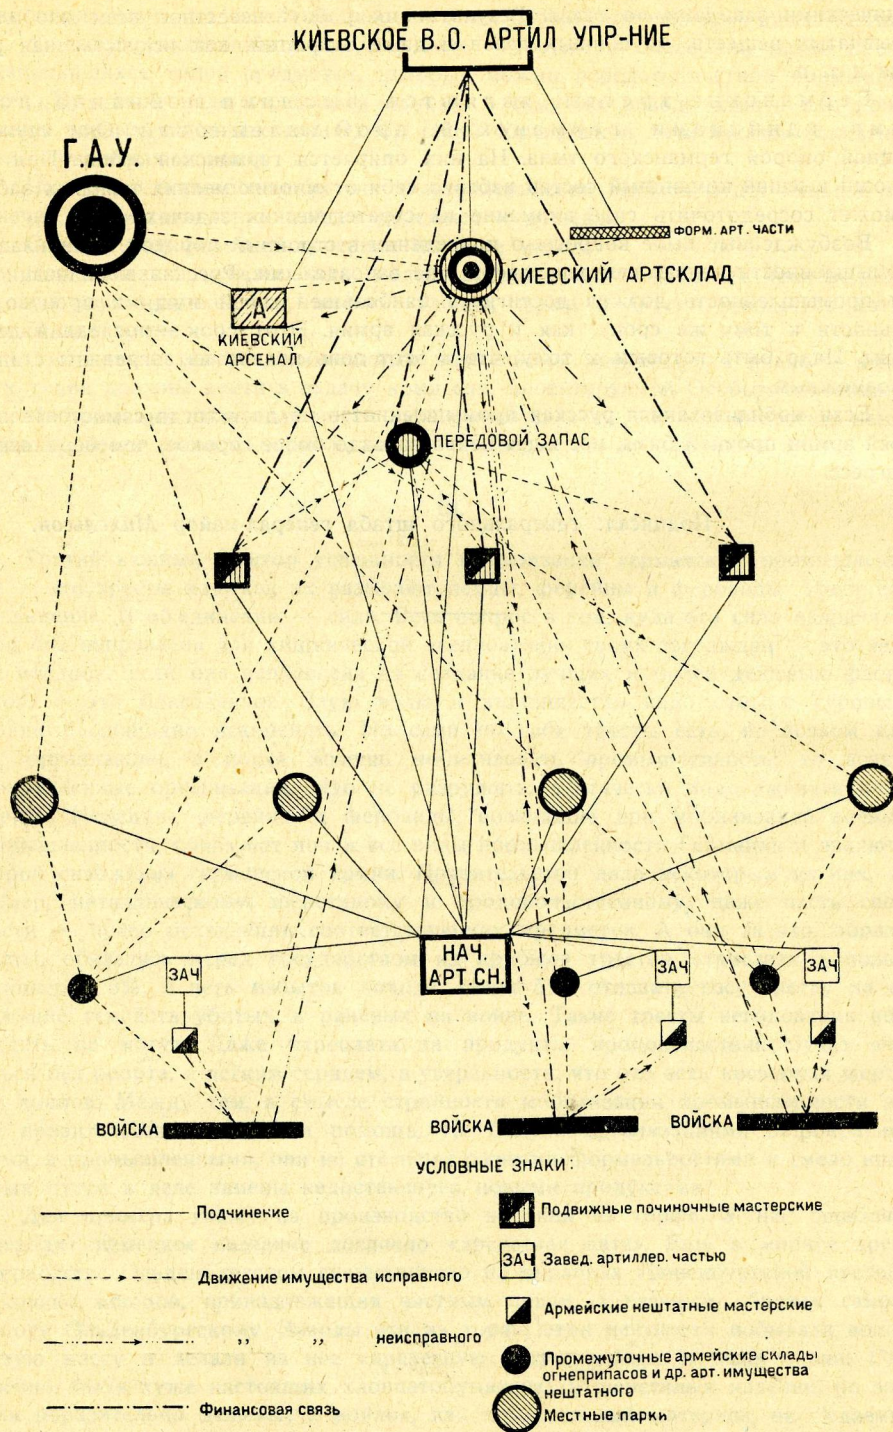 КИЕВСКОЕ В.О. АРТИЛ УПР-НИЕ
Г.А.У.
ФОРМ. АРТ. ЧАСТИ
КИЕВСКИЙ АРТСКЛАД
А
КИЕВСКИЙ
АРСЕНАЛ
ПЕРЕДОВОЙ ЗАПАС
НАЧ.
АРТ.СН.
ЗАЧ
ЗАЧ
ЗАЧ
ВОЙСКА
ВОЙСКА
ВОЙСКА
УСЛОВНЫЕ ЗНАКИ:
Подчинение
Движение имущества исправного
„ „ неисправного
Финансовая связь
Подвижные починочные мастерские
ЗАЧ Завед. артиллер. частью
Армейские нештатные мастерские
Промежуточные армейские склады
огнеприпасов и др. арт. имущества
нештатного
Местные парки